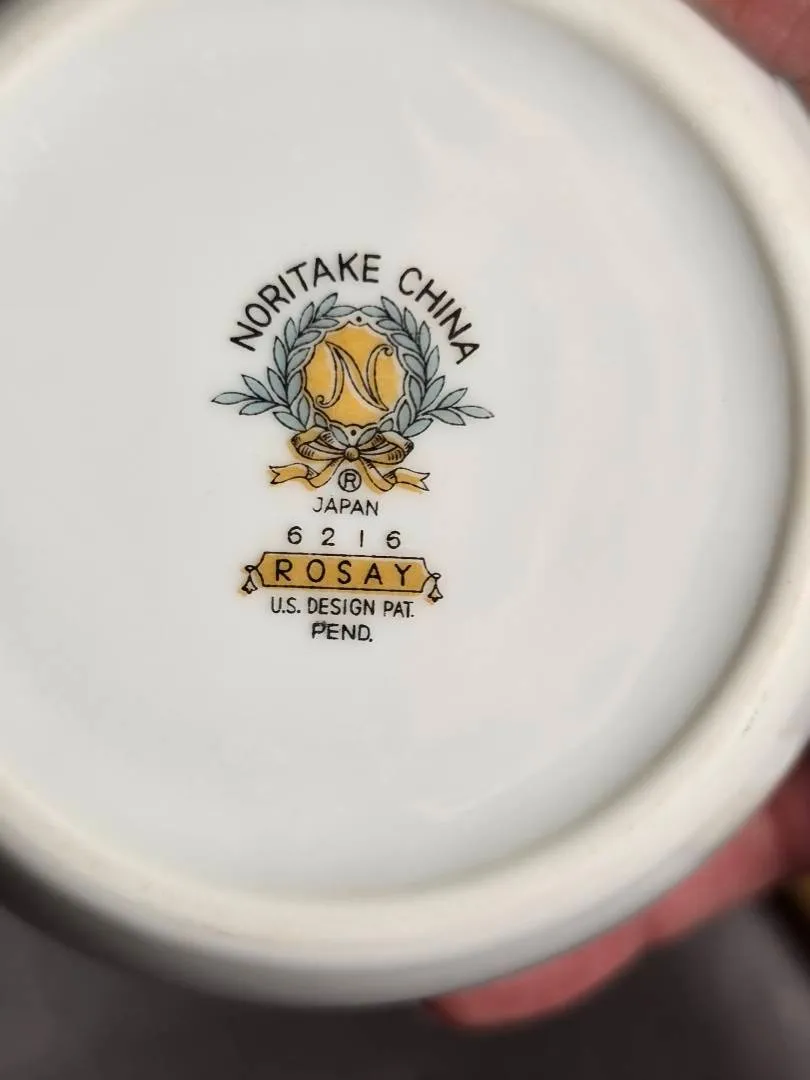 NORITAKE CHINA
N
®
JAPAN
6216
ROSAY
U.S. DESIGN PAT.
PEND.